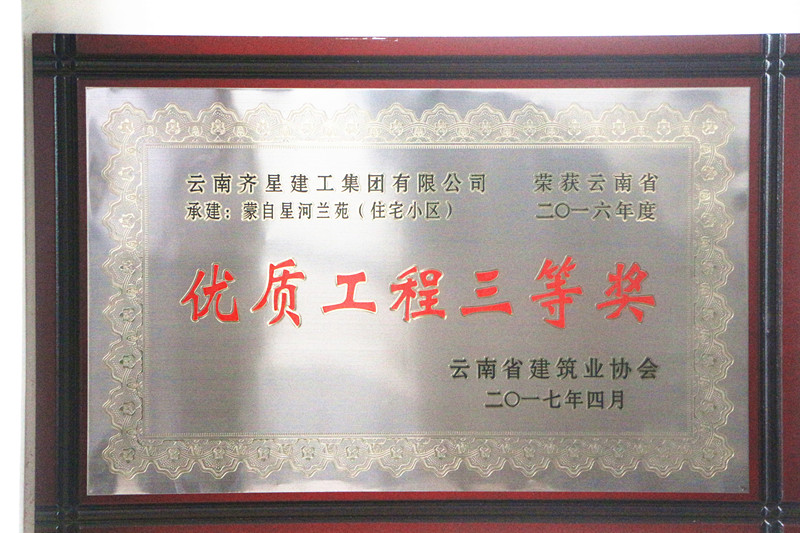 云南齐星建工集团有限公司 荣获云南省
承建：蒙自星河兰苑（住宅小区） 二〇一六年度
优质工程三等奖
云南省建筑业协会
二〇一七年四月